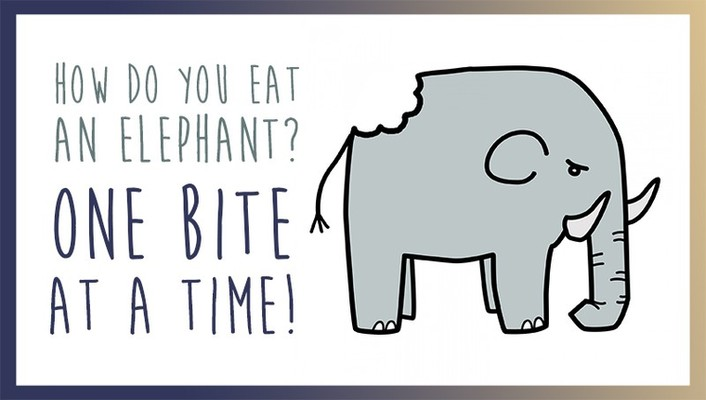 HOW DO YOU EAT
AN ELEPHANT?
ONE BITE
AT A TIME!